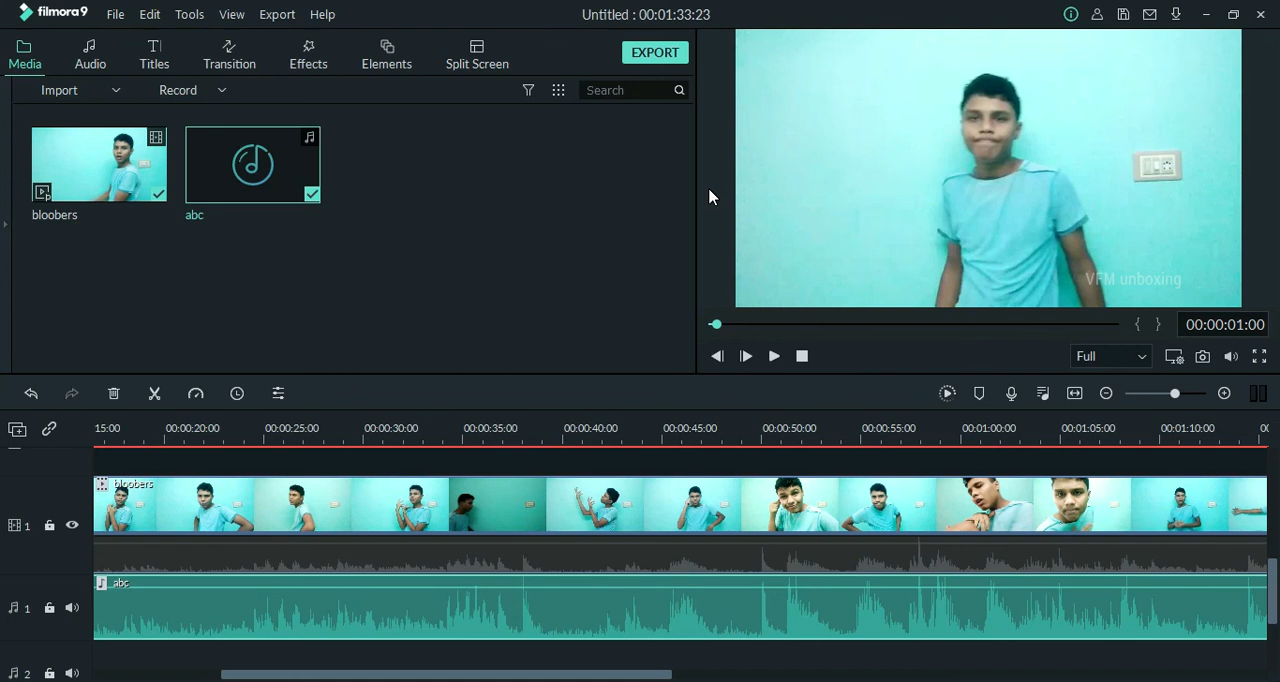 filmora9 File Edit Tools View Export Help Untitled : 00:01:33:23
Media Audio Titles Transition Effects Elements Split Screen EXPORT
Import Record Search
bloobers abc
VFM unboxing
{ } 00:00:01:00
Full
15:00 00:00:20:00 00:00:25:00 00:00:30:00 00:00:35:00 00:00:40:00 00:00:45:00 00:00:50:00 00:00:55:00 00:01:00:00 00:01:05:00 00:01:10:00 00
bloobers
1
abc
1
2